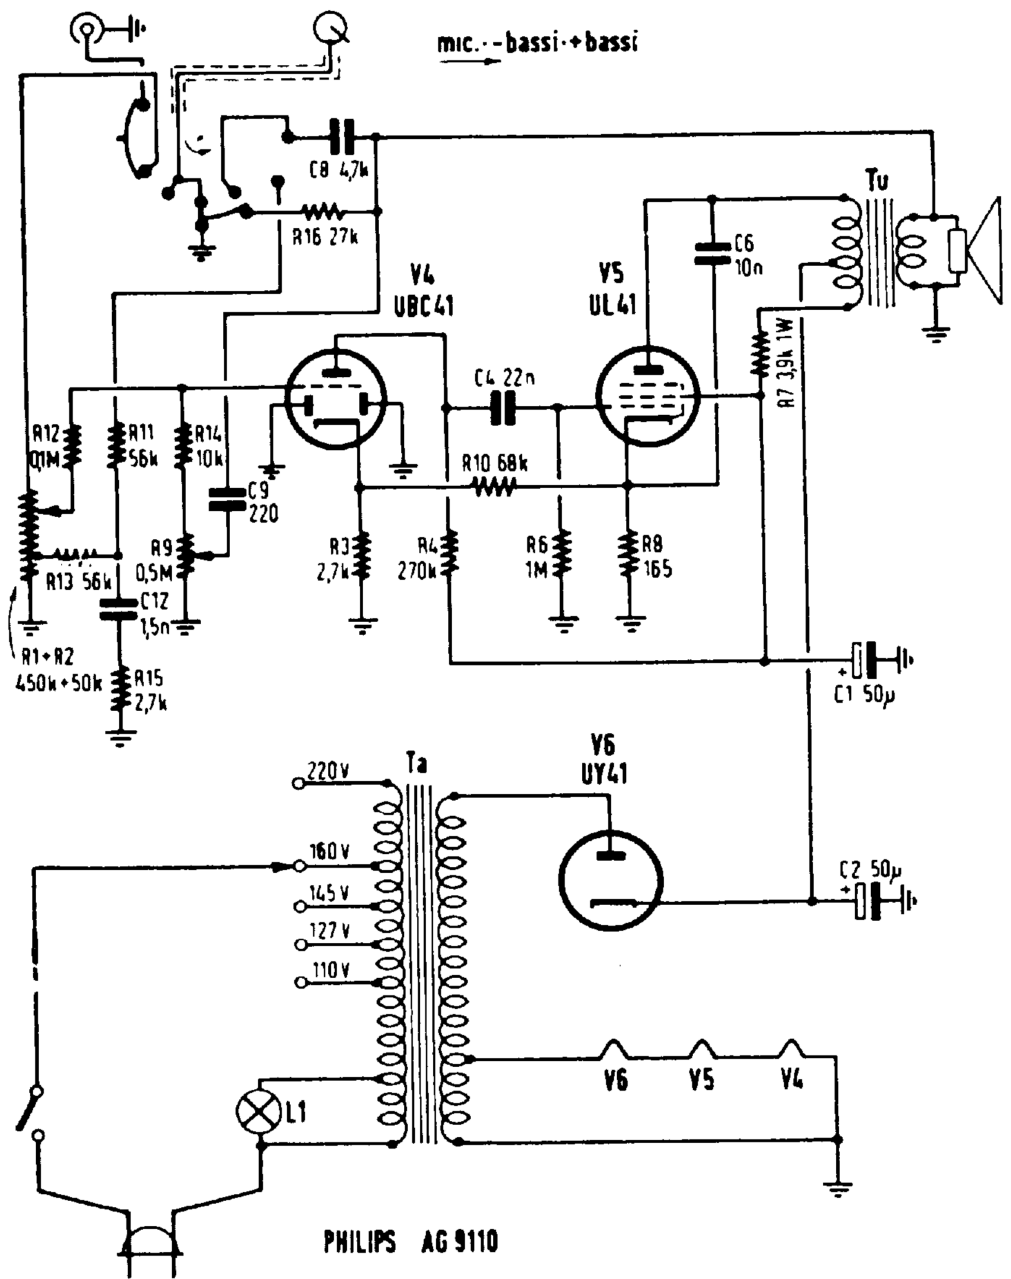 mic. · - bassi · + bassi
C8 4,7k
R16 27k
Tu
C6
10n
V4
UBC41
V5
UL41
R7 3,9k 1W
C4 22n
R12
0,1M
R11
56k
R14
10k
C9
220
R10 68k
R13 56k
R9
0,5M
R3
2,7k
R4
270k
R6
1M
R8
165
C12
1,5n
R1+R2
450k+50k
R15
2,7k
+
C1 50µ
Ta
V6
UY41
220V
160V
145V
127V
110V
C2 50µ
+
V6
V5
V4
L1
PHILIPS AG 9110